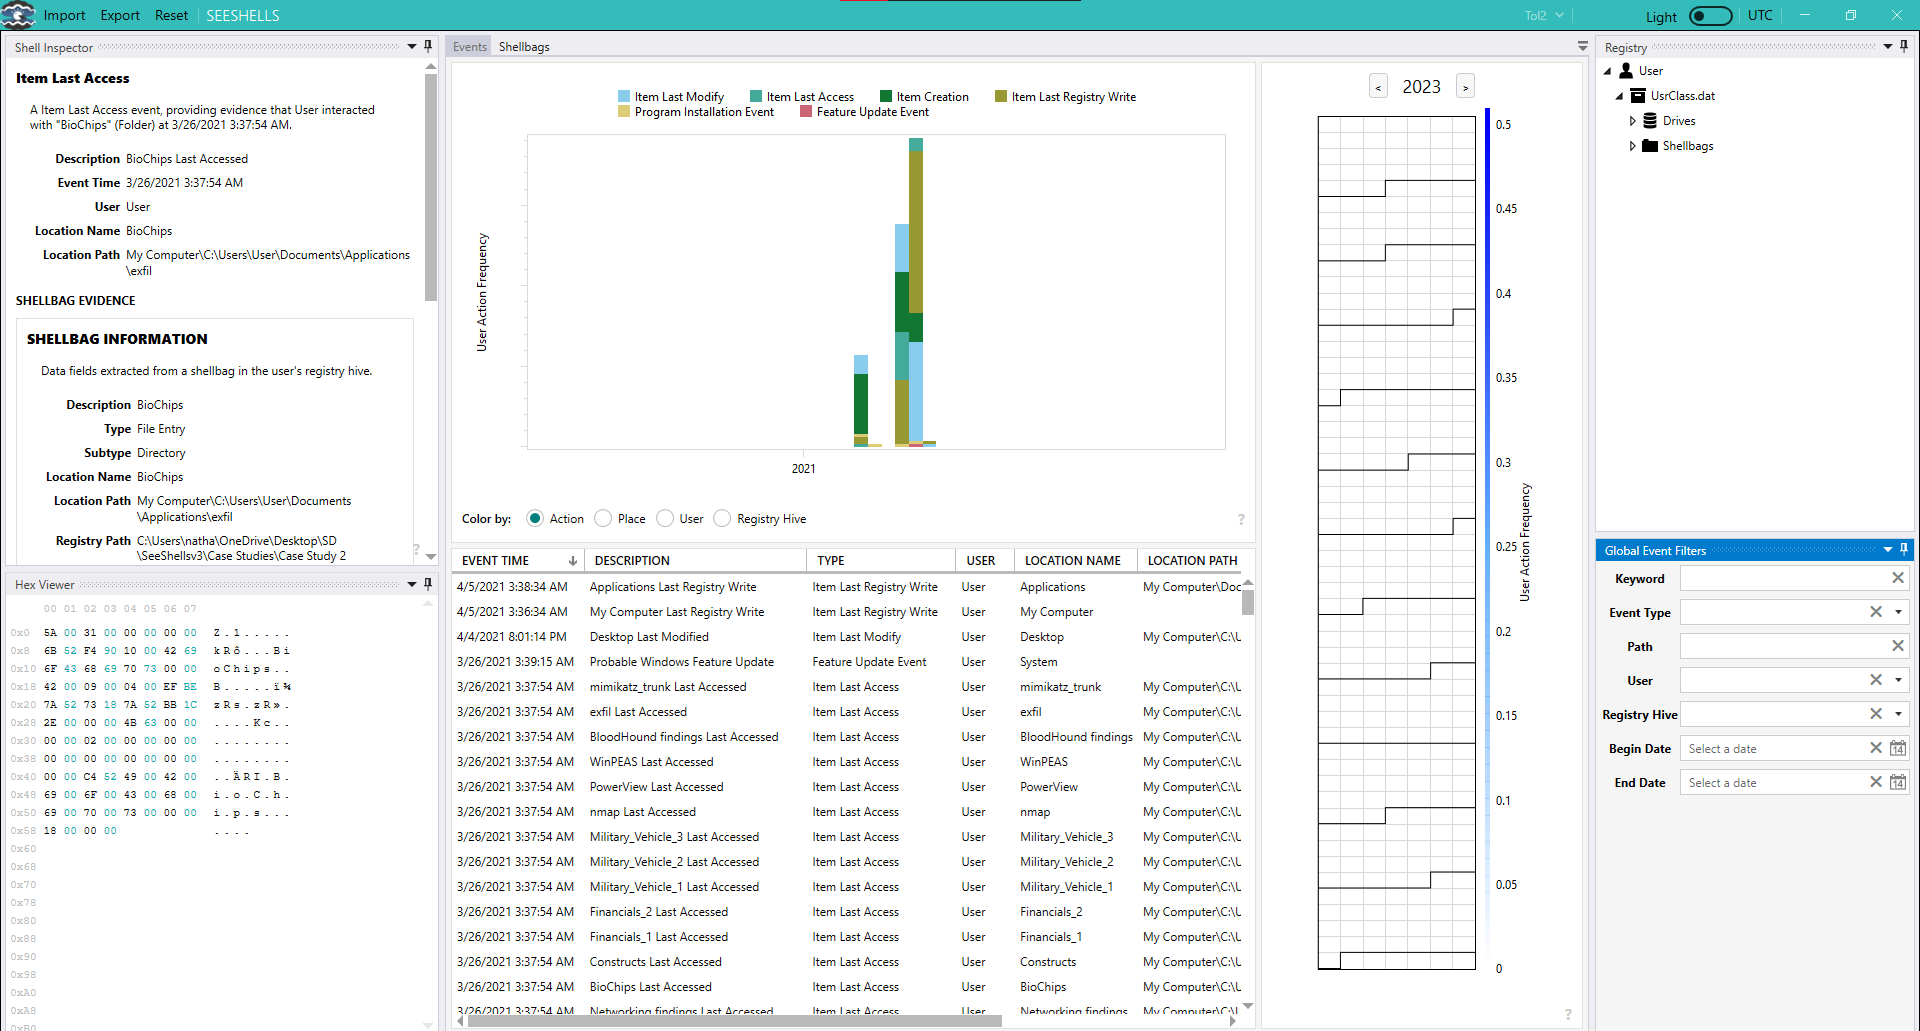 Import Export Reset SEESHELLS
Tol2
Light UTC
Shell Inspector
Item Last Access
A Item Last Access event, providing evidence that User interacted
with "BioChips" (Folder) at 3/26/2021 3:37:54 AM.
Description BioChips Last Accessed
Event Time 3/26/2021 3:37:54 AM
User User
Location Name BioChips
Location Path My Computer\C:\Users\User\Documents\Applications
\exfil
SHELLBAG EVIDENCE
SHELLBAG INFORMATION
Data fields extracted from a shellbag in the user's registry hive.
Description BioChips
Type File Entry
Subtype Directory
Location Name BioChips
Location Path My Computer\C:\Users\User\Documents
\Applications\exfil
Registry Path C:\Users\natha\OneDrive\Desktop\SD
\SeeShellsv3\Case Studies\Case Study 2
?
Hex Viewer
00 01 02 03 04 05 06 07
0x0 5A 00 31 00 00 00 00 00 Z.1.....
0x8 6B 52 F4 90 10 00 42 69 kRô...Bi
0x10 6F 43 68 69 70 73 00 00 oChips..
0x18 42 00 09 00 04 00 EF BE B.....ï¾
0x20 7A 52 73 18 7A 52 BB 1C zRs.zR».
0x28 2E 00 00 00 4B 63 00 00 ....Kc..
0x30 00 00 02 00 00 00 00 00 ........
0x38 00 00 00 00 00 00 00 00 ........
0x40 00 00 C4 52 49 00 42 00 ..ÄRI.B.
0x48 69 00 6F 00 43 00 68 00 i.o.C.h.
0x50 69 00 70 00 73 00 00 00 i.p.s...
0x58 18 00 00 00 ....
0x60
0x68
0x70
0x78
0x80
0x88
0x90
0x98
0xA0
0xA8
0xB0
Events Shellbags
Item Last Modify Item Last Access Item Creation Item Last Registry Write
Program Installation Event Feature Update Event
User Action Frequency
2021
Color by: Action Place User Registry Hive ?
EVENT TIME DESCRIPTION TYPE USER LOCATION NAME LOCATION PATH
4/5/2021 3:38:34 AM Applications Last Registry Write Item Last Registry Write User Applications My Computer\Doc
4/5/2021 3:36:34 AM My Computer Last Registry Write Item Last Registry Write User My Computer
4/4/2021 8:01:14 PM Desktop Last Modified Item Last Modify User Desktop My Computer\C:\U
3/26/2021 3:39:15 AM Probable Windows Feature Update Feature Update Event User System
3/26/2021 3:37:54 AM mimikatz_trunk Last Accessed Item Last Access User mimikatz_trunk My Computer\C:\U
3/26/2021 3:37:54 AM exfil Last Accessed Item Last Access User exfil My Computer\C:\U
3/26/2021 3:37:54 AM BloodHound findings Last Accessed Item Last Access User BloodHound findings My Computer\C:\U
3/26/2021 3:37:54 AM WinPEAS Last Accessed Item Last Access User WinPEAS My Computer\C:\U
3/26/2021 3:37:54 AM PowerView Last Accessed Item Last Access User PowerView My Computer\C:\U
3/26/2021 3:37:54 AM nmap Last Accessed Item Last Access User nmap My Computer\C:\U
3/26/2021 3:37:54 AM Military_Vehicle_3 Last Accessed Item Last Access User Military_Vehicle_3 My Computer\C:\U
3/26/2021 3:37:54 AM Military_Vehicle_2 Last Accessed Item Last Access User Military_Vehicle_2 My Computer\C:\U
3/26/2021 3:37:54 AM Military_Vehicle_1 Last Accessed Item Last Access User Military_Vehicle_1 My Computer\C:\U
3/26/2021 3:37:54 AM Financials_2 Last Accessed Item Last Access User Financials_2 My Computer\C:\U
3/26/2021 3:37:54 AM Financials_1 Last Accessed Item Last Access User Financials_1 My Computer\C:\U
3/26/2021 3:37:54 AM Constructs Last Accessed Item Last Access User Constructs My Computer\C:\U
3/26/2021 3:37:54 AM BioChips Last Accessed Item Last Access User BioChips My Computer\C:\U
3/26/2021 3:37:54 AM Networking findings Last Accessed Item Last Access User Networking findings My Computer\C:\U
< 2023 >
0.5
0.45
0.4
0.35
0.3
0.25
0.2
0.15
0.1
0.05
0
User Action Frequency
?
Registry
User
UsrClass.dat
Drives
Shellbags
Global Event Filters
Keyword
Event Type
Path
User
Registry Hive
Begin Date Select a date 14
End Date Select a date 14